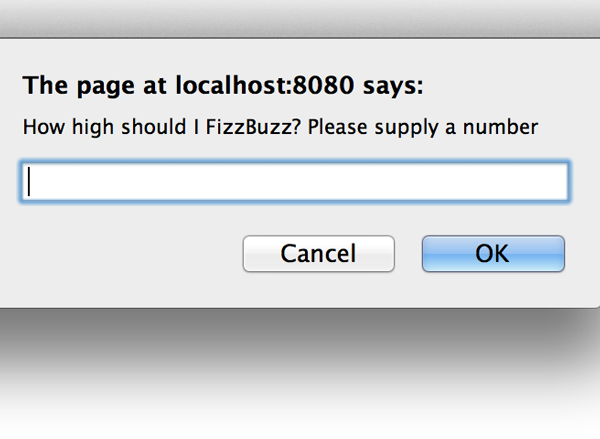 The page at localhost:8080 says:
How high should I FizzBuzz? Please supply a number
Cancel
OK